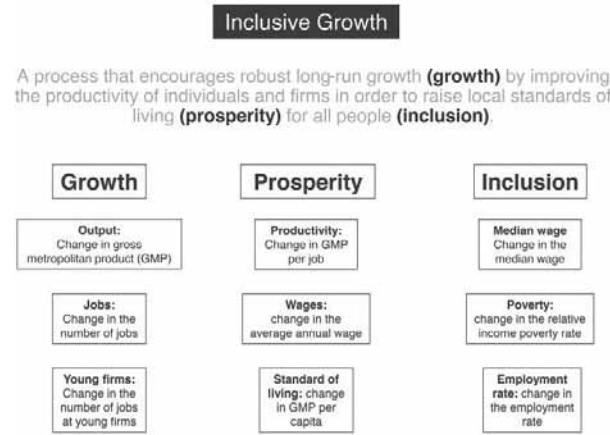 Inclusive Growth
A process that encourages robust long-run growth (growth) by improving
the productivity of individuals and firms in order to raise local standards of
living (prosperity) for all people (inclusion).
Growth
Prosperity
Inclusion
Output:
Change in gross
metropolitan product (GMP)
Productivity:
Change in GMP
per job
Median wage
Change in the
median wage
Jobs:
Change in the
number of jobs
Wages:
change in the
average annual wage
Poverty:
change in the relative
income poverty rate
Young firms:
Change in the
number of jobs
at young firms
Standard of
living: change
in GMP per
capita
Employment
rate: change in
the employment
rate